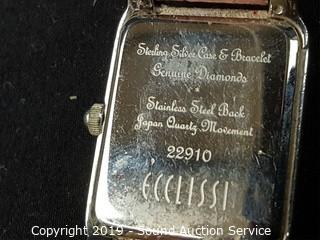 Sterling Silver Case & Bracelet
Genuine Diamonds
Stainless Steel Back
Japan Quartz Movement
22910
ECCLISSI
Copyright 2019 - Sound Auction Service